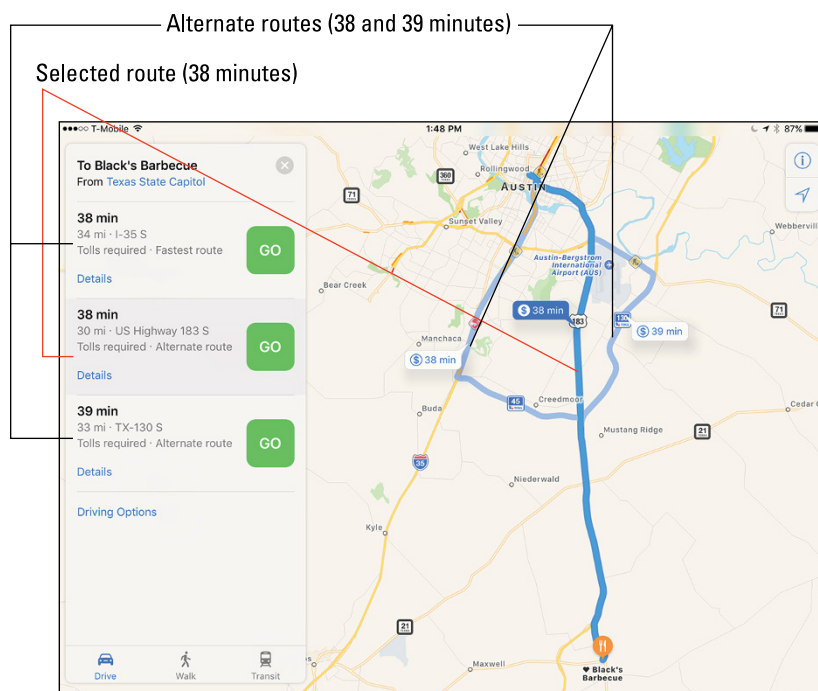 Alternate routes (38 and 39 minutes)
Selected route (38 minutes)
T-Mobile
1:48 PM
87%
To Black's Barbecue
From Texas State Capitol
38 min
34 mi · I-35 S
Tolls required · Fastest route
GO
Details
38 min
30 mi · US Highway 183 S
Tolls required · Alternate route
GO
Details
39 min
33 mi · TX-130 S
Tolls required · Alternate route
GO
Details
Driving Options
Drive
Walk
Transit
West Lake Hills
Rollingwood
360
AUSTIN
71
Sunset Valley
Webberville
Austin-Bergstrom
International
Airport (AUS)
Bear Creek
$ 38 min
183
130
71
$ 39 min
Manchaca
$ 38 min
45
Creedmoor
Buda
Cedar
Mustang Ridge
21
35
Niederwald
Kyle
21
Maxwell
Black's
Barbecue